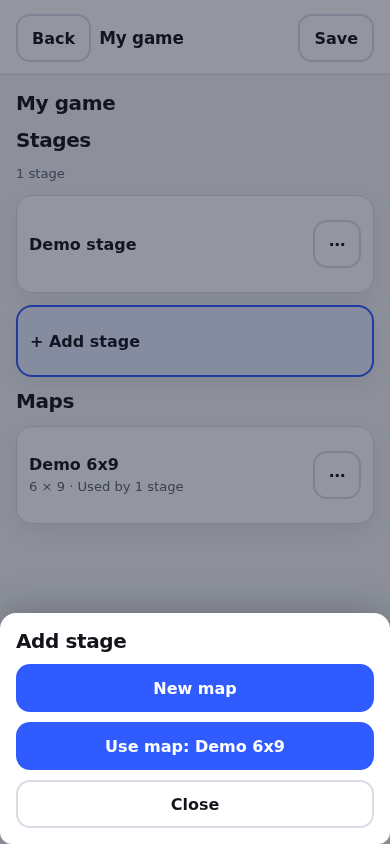 Back
My game
Save
My game
Stages
1 stage
Demo stage
...
+ Add stage
Maps
Demo 6x9
6 × 9 · Used by 1 stage
...
Add stage
New map
Use map: Demo 6x9
Close